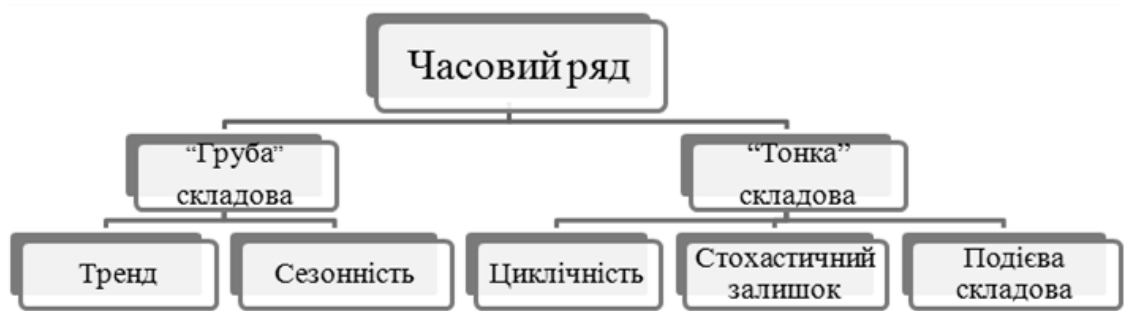 Часовий ряд
“Груба”
складова
“Тонка”
складова
Тренд
Сезонність
Циклічність
Стохастичний
залишок
Подієва
складова